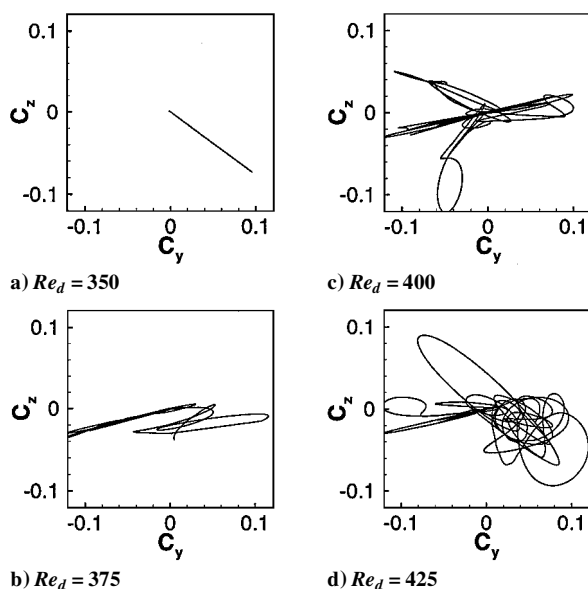 0.1
C_z
0
-0.1
-0.1
0
0.1
C_y
a) Re_d = 350
0.1
C_z
0
-0.1
-0.1
0
0.1
C_y
c) Re_d = 400
0.1
C_z
0
-0.1
-0.1
0
0.1
C_y
b) Re_d = 375
0.1
C_z
0
-0.1
-0.1
0
0.1
C_y
d) Re_d = 425